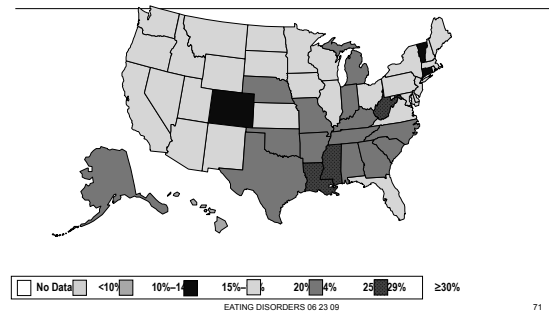 No Data <10% 10%–14 15%– % 20% 4% 25 29% ≥30%
EATING DISORDERS 06 23 09 71